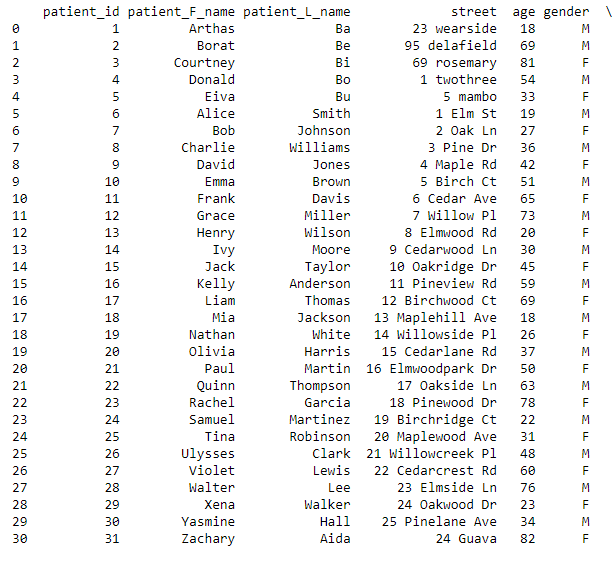 patient_id patient_F_name patient_L_name street age gender \
0 1 Arthas Ba 23 wearside 18 M
1 2 Borat Be 95 delafield 69 M
2 3 Courtney Bi 69 rosemary 81 F
3 4 Donald Bo 1 twothree 54 M
4 5 Eiva Bu 5 mambo 33 F
5 6 Alice Smith 1 Elm St 19 M
6 7 Bob Johnson 2 Oak Ln 27 F
7 8 Charlie Williams 3 Pine Dr 36 M
8 9 David Jones 4 Maple Rd 42 F
9 10 Emma Brown 5 Birch Ct 51 M
10 11 Frank Davis 6 Cedar Ave 65 F
11 12 Grace Miller 7 Willow Pl 73 M
12 13 Henry Wilson 8 Elmwood Rd 20 F
13 14 Ivy Moore 9 Cedarwood Ln 30 M
14 15 Jack Taylor 10 Oakridge Dr 45 F
15 16 Kelly Anderson 11 Pineview Rd 59 M
16 17 Liam Thomas 12 Birchwood Ct 69 F
17 18 Mia Jackson 13 Maplehill Ave 18 M
18 19 Nathan White 14 Willowside Pl 26 F
19 20 Olivia Harris 15 Cedarlane Rd 37 M
20 21 Paul Martin 16 Elmwoodpark Dr 50 F
21 22 Quinn Thompson 17 Oakside Ln 63 M
22 23 Rachel Garcia 18 Pinewood Dr 78 F
23 24 Samuel Martinez 19 Birchridge Ct 22 M
24 25 Tina Robinson 20 Maplewood Ave 31 F
25 26 Ulysses Clark 21 Willowcreek Pl 48 M
26 27 Violet Lewis 22 Cedarcrest Rd 60 F
27 28 Walter Lee 23 Elmside Ln 76 M
28 29 Xena Walker 24 Oakwood Dr 23 F
29 30 Yasmine Hall 25 Pinelane Ave 34 M
30 31 Zachary Aida 24 Guava 82 F